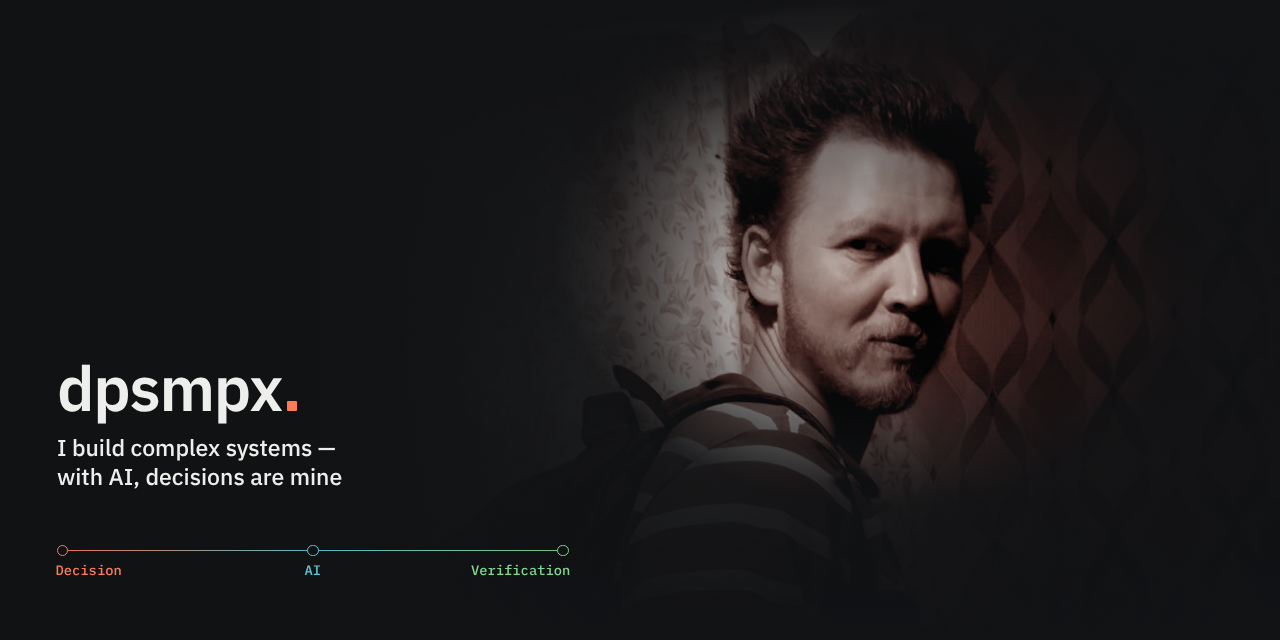 dpsmpx.
I build complex systems —
with AI, decisions are mine
Decision AI Verification